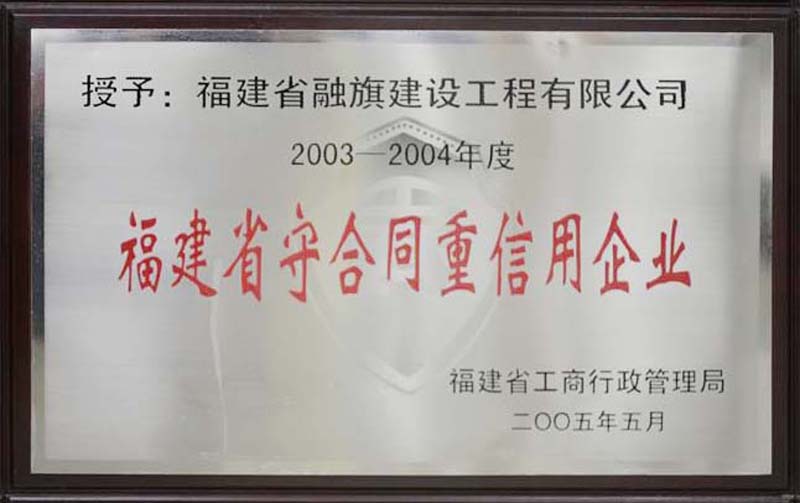 授予：福建省融旗建设工程有限公司
2003—2004年度
福建省守合同重信用企业
福建省工商行政管理局
二〇〇五年五月